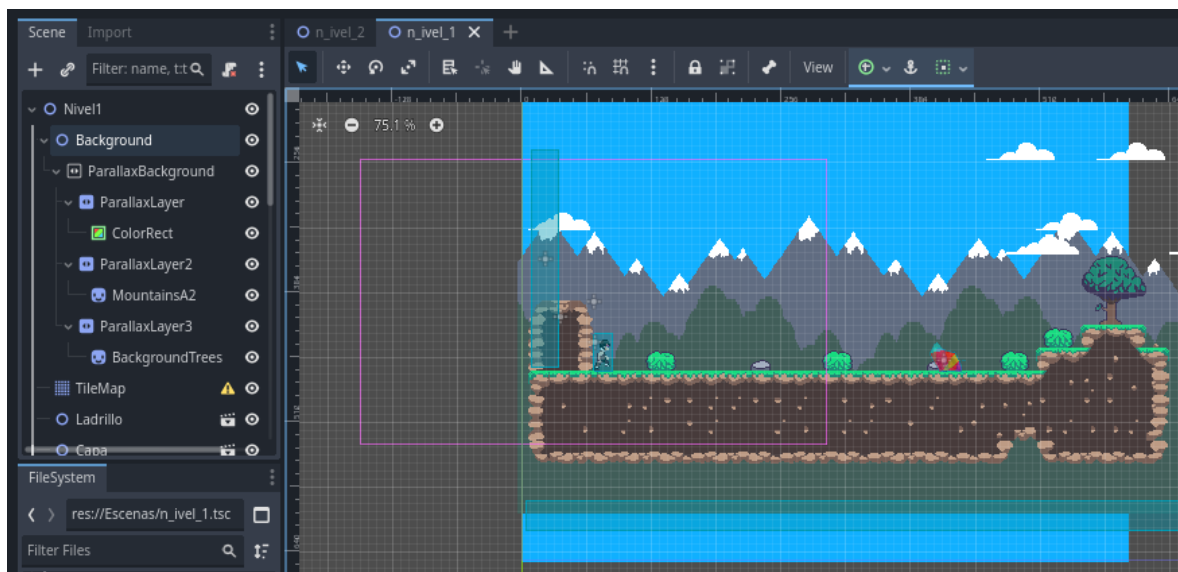 Scene Import
n_ivel_2 n_ivel_1
Filter: name, t:t
View
75.1 %
Nivel1
Background
ParallaxBackground
ParallaxLayer
ColorRect
ParallaxLayer2
MountainsA2
ParallaxLayer3
BackgroundTrees
TileMap
Ladrillo
Capa
FileSystem
res://Escenas/n_ivel_1.tsc
Filter Files